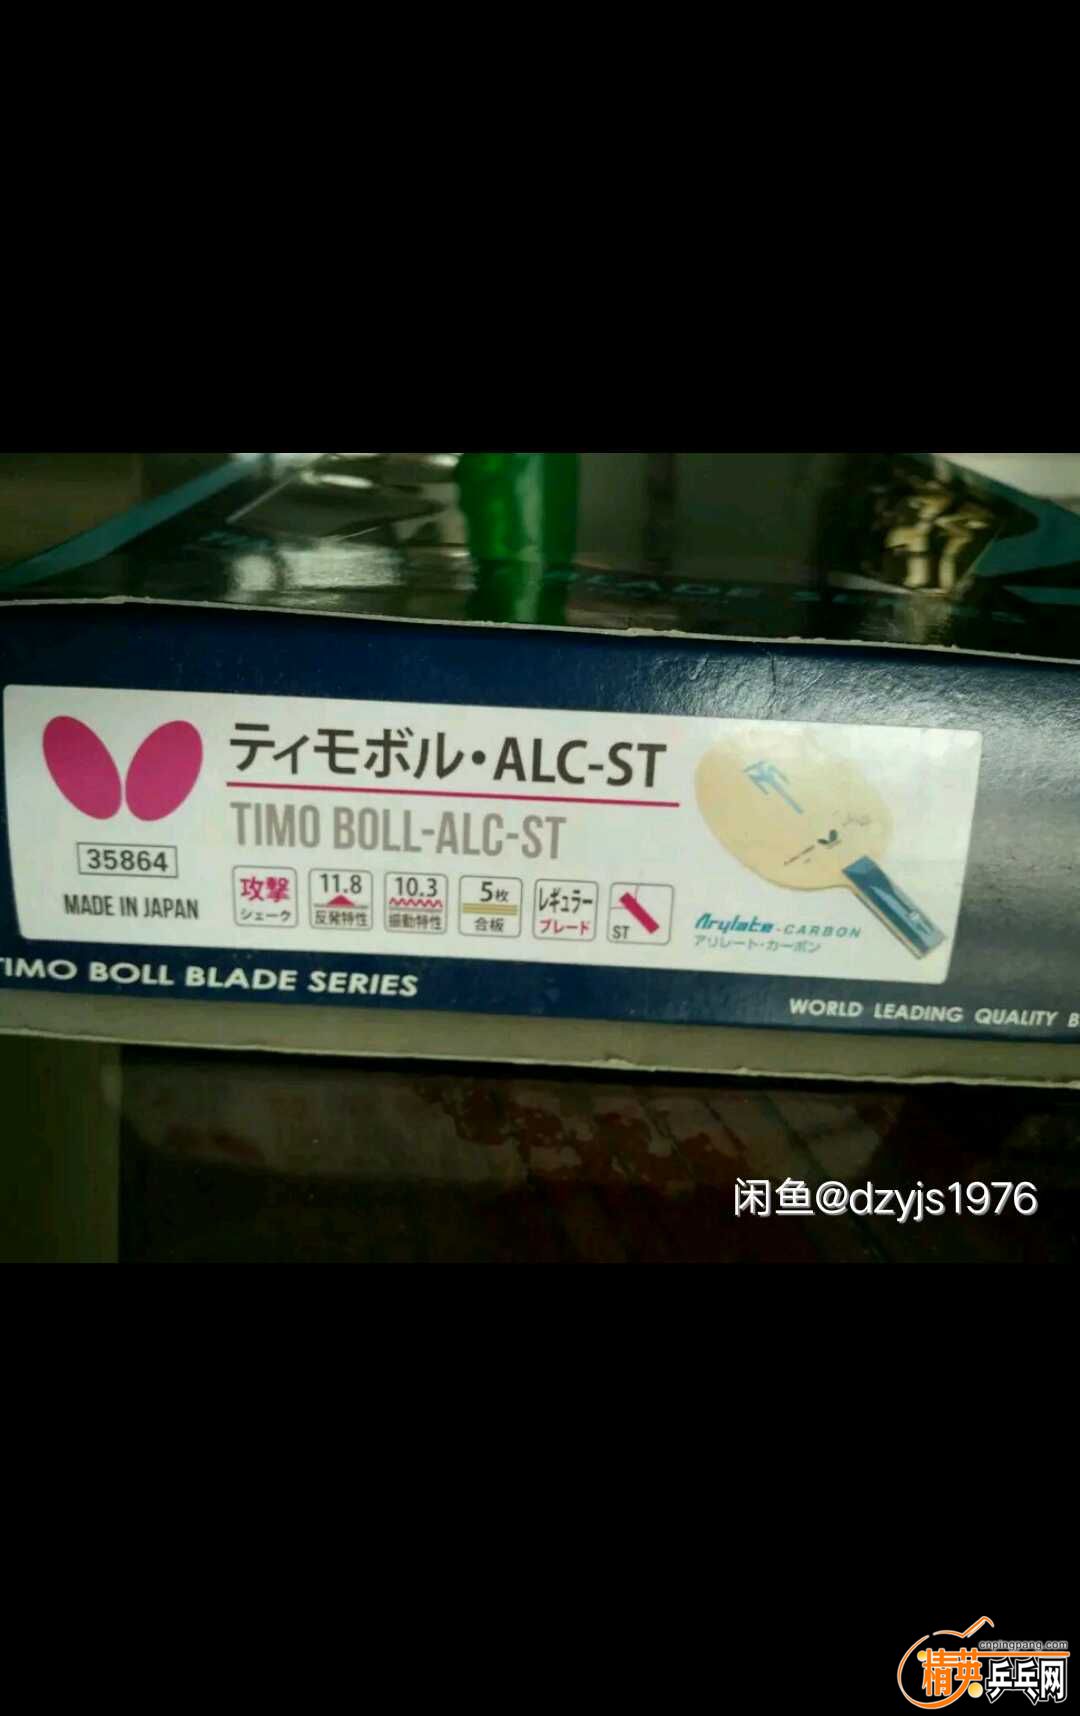 ティモボル・ALC-ST
TIMO BOLL-ALC-ST
35864
MADE IN JAPAN
攻撃
シェーク
11.8
反発特性
10.3
振動特性
5枚
合板
レギュラー
ブレード
ST
Arylate-CARBON
アリレート・カーボン
TIMO BOLL BLADE SERIES
WORLD LEADING QUALITY B
闲鱼@dzyjs1976
cnpingpang.com
精英乒乓网